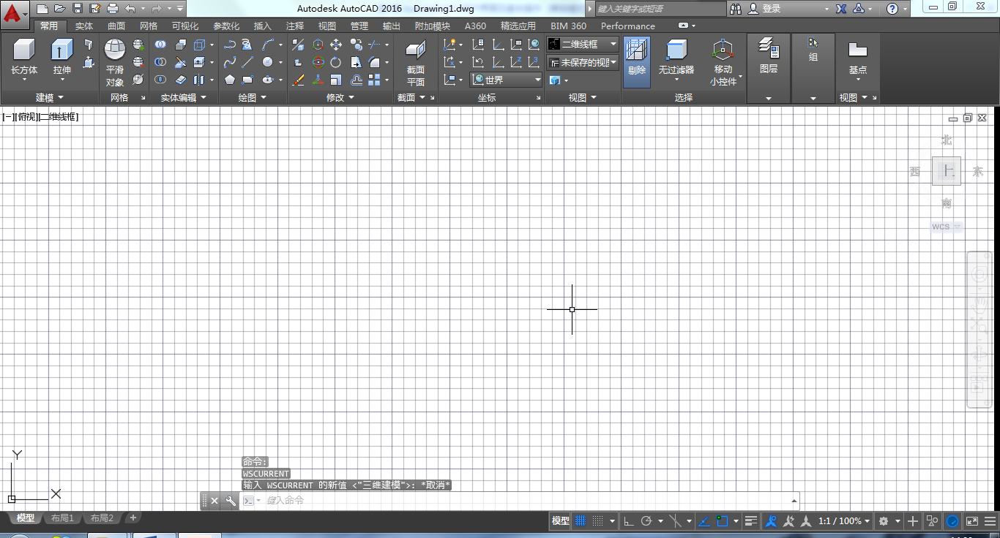 Autodesk AutoCAD 2016 Drawing1.dwg
键入关键字或短语
登录
常用 实体 曲面 网格 可视化 参数化 插入 注释 视图 管理 输出 附加模块 A360 精选应用 BIM 360 Performance
长方体 拉伸 平滑对象 截面平面 世界 二维线框 未保存的视图 剔除 无过滤器 移动小控件 图层 组 基点
建模 网格 实体编辑 绘图 修改 截面 坐标 视图 选择 视图
[−][俯视][二维线框]
北
西 上 东
南
WCS
Y
X
命令:
WSCURRENT
输入 WSCURRENT 的新值 <"三维建模">: *取消*
键入命令
模型 布局1 布局2 +
模型 1:1 / 100%